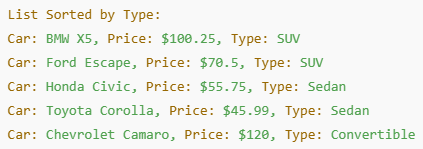 List Sorted by Type:
Car: BMW X5, Price: $100.25, Type: SUV
Car: Ford Escape, Price: $70.5, Type: SUV
Car: Honda Civic, Price: $55.75, Type: Sedan
Car: Toyota Corolla, Price: $45.99, Type: Sedan
Car: Chevrolet Camaro, Price: $120, Type: Convertible